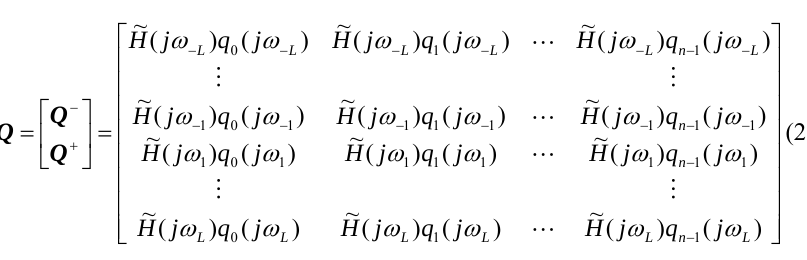 H̃(jω₋L)q₀(jω₋L) H̃(jω₋L)q₁(jω₋L) ⋯ H̃(jω₋L)qₙ₋₁(jω₋L)
⋮ ⋮
H̃(jω₋₁)q₀(jω₋₁) H̃(jω₋₁)q₁(jω₋₁) ⋯ H̃(jω₋₁)qₙ₋₁(jω₋₁)
Q = [Q⁻ Q⁺] = (2
H̃(jω₁)q₀(jω₁) H̃(jω₁)q₁(jω₁) ⋯ H̃(jω₁)qₙ₋₁(jω₁)
⋮ ⋮
H̃(jω_L)q₀(jω_L) H̃(jω_L)q₁(jω_L) ⋯ H̃(jω_L)qₙ₋₁(jω_L)